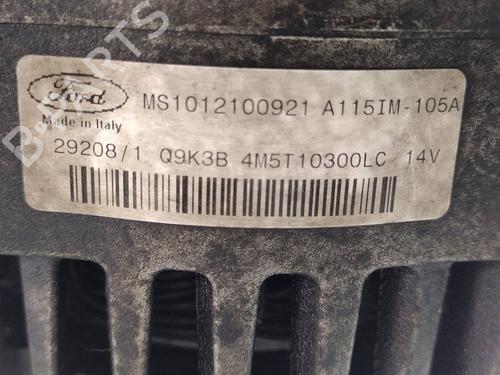 Ford MS1012100921 A115IM-105A
Made in Italy
29208/1 Q9K3B 4M5T10300LC 14V